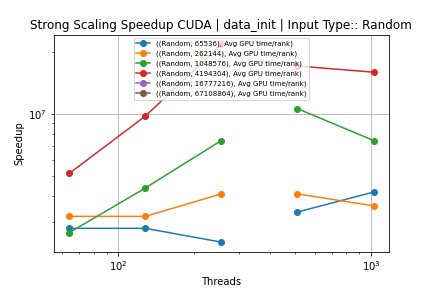 Strong Scaling Speedup CUDA | data_init | Input Type:: Random
((Random, 65536), Avg GPU time/rank)
((Random, 262144), Avg GPU time/rank)
((Random, 1048576), Avg GPU time/rank)
((Random, 4194304), Avg GPU time/rank)
((Random, 16777216), Avg GPU time/rank)
((Random, 67108864), Avg GPU time/rank)
10⁷
Speedup
10² 10³
Threads